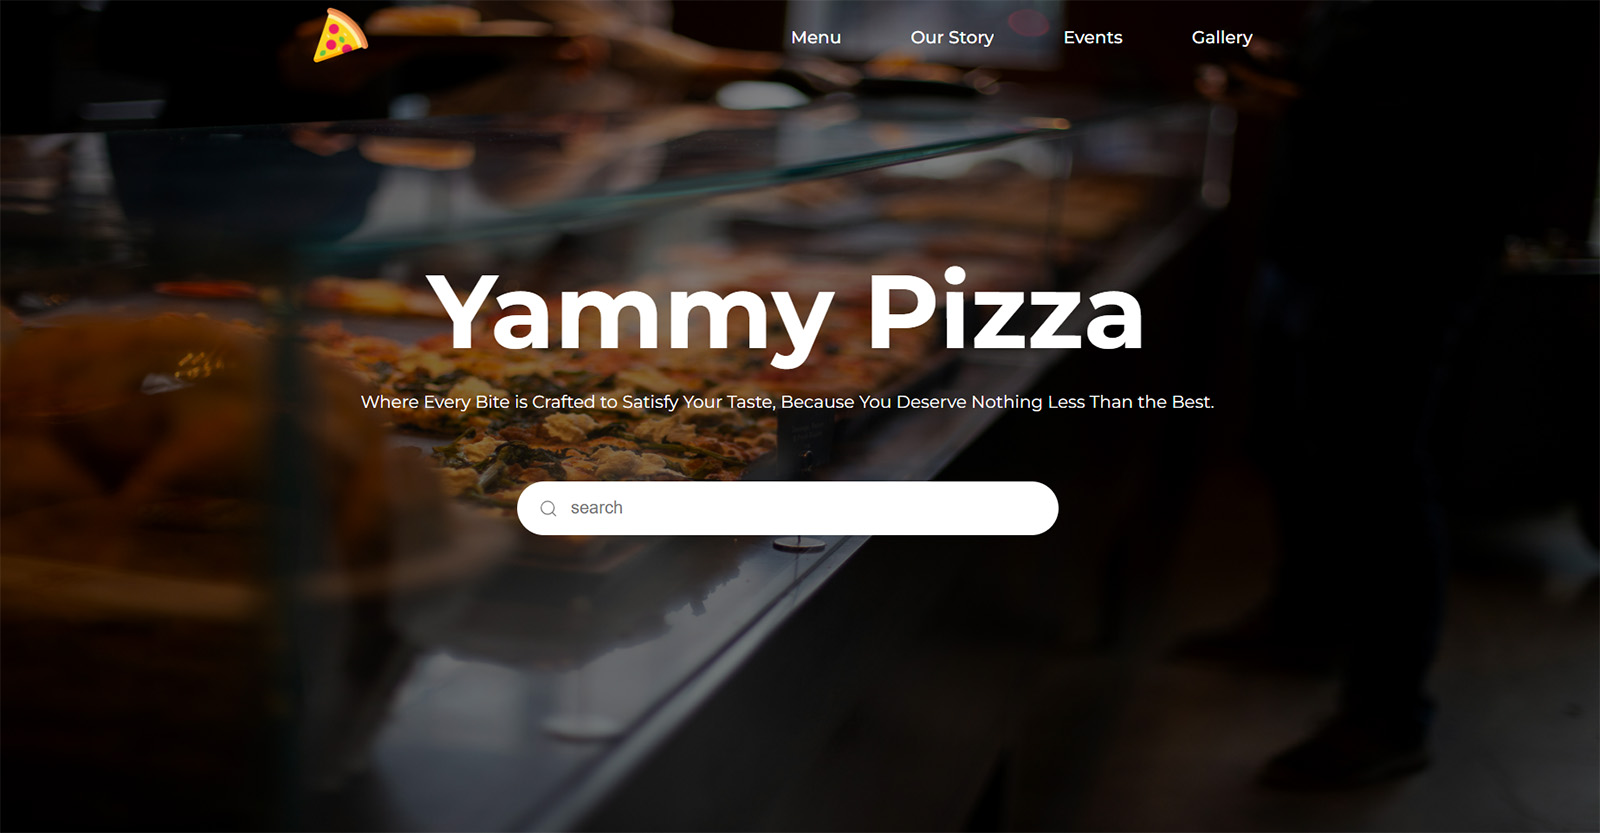 Menu Our Story Events Gallery
Yammy Pizza
Where Every Bite is Crafted to Satisfy Your Taste, Because You Deserve Nothing Less Than the Best.
search